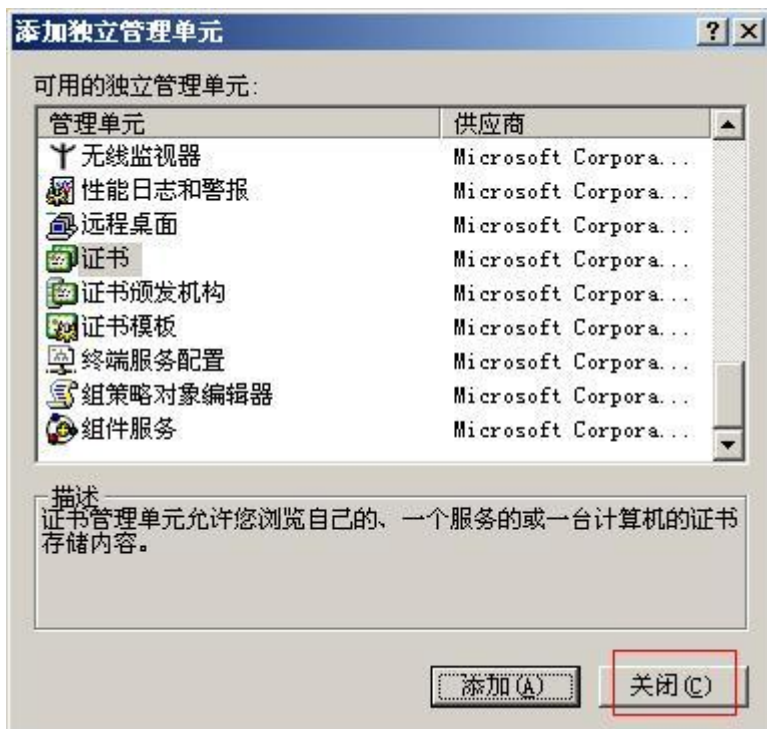 添加独立管理单元
可用的独立管理单元:
管理单元 供应商
无线监视器 Microsoft Corpora...
性能日志和警报 Microsoft Corpora...
远程桌面 Microsoft Corpora...
证书 Microsoft Corpora...
证书颁发机构 Microsoft Corpora...
证书模板 Microsoft Corpora...
终端服务配置 Microsoft Corpora...
组策略对象编辑器 Microsoft Corpora...
组件服务 Microsoft Corpora...
描述
证书管理单元允许您浏览自己的、一个服务的或一台计算机的证书
存储内容。
添加(A) 关闭(C)